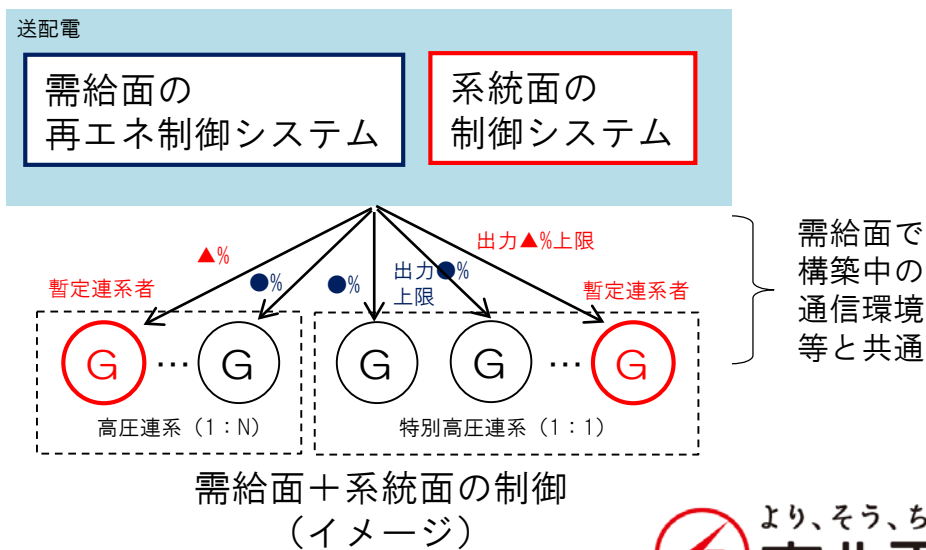 送配電
需給面の
再エネ制御システム
系統面の
制御システム
▲%
●%
●%
出力●%
上限
出力▲%上限
暫定連系者
暫定連系者
G
…
G
G
G
…
G
高圧連系（1：N）
特別高圧連系（1：1）
需給面で
構築中の
通信環境
等と共通
需給面＋系統面の制御
（イメージ）
より、そう、ち